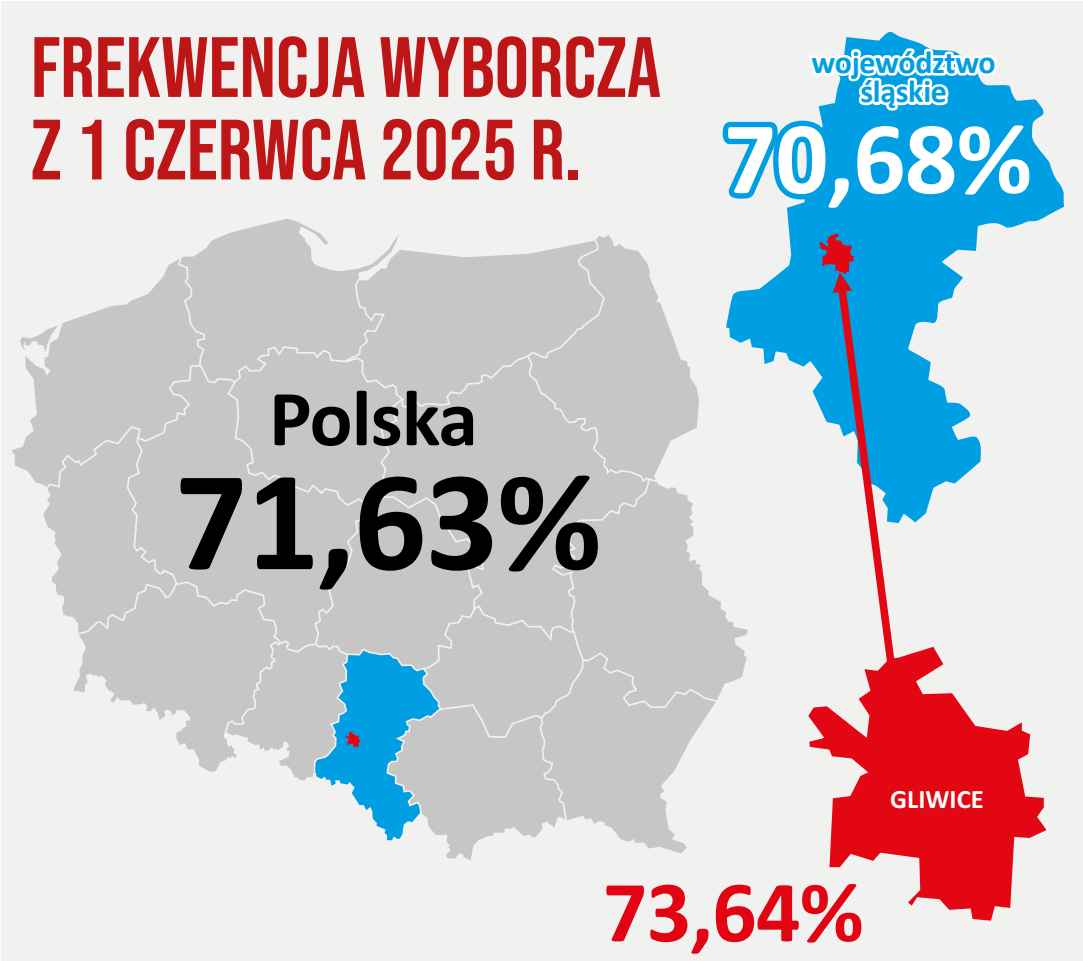 FREKWENCJA WYBORCZA
Z 1 CZERWCA 2025 R.
województwo
śląskie
70,68%
Polska
71,63%
GLIWICE
73,64%